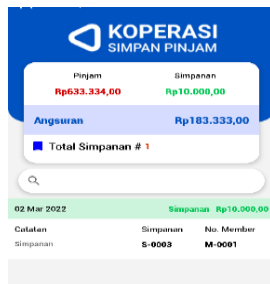 KOPERASI
SIMPAN PINJAM
Pinjam Simpanan
Rp633.334,00 Rp10.000,00
Angsuran Rp183.333,00
Total Simpanan # 1
02 Mar 2022 Simpanan Rp10.000,00
Catatan Simpanan No. Member
Simpanan S-0003 M-0001